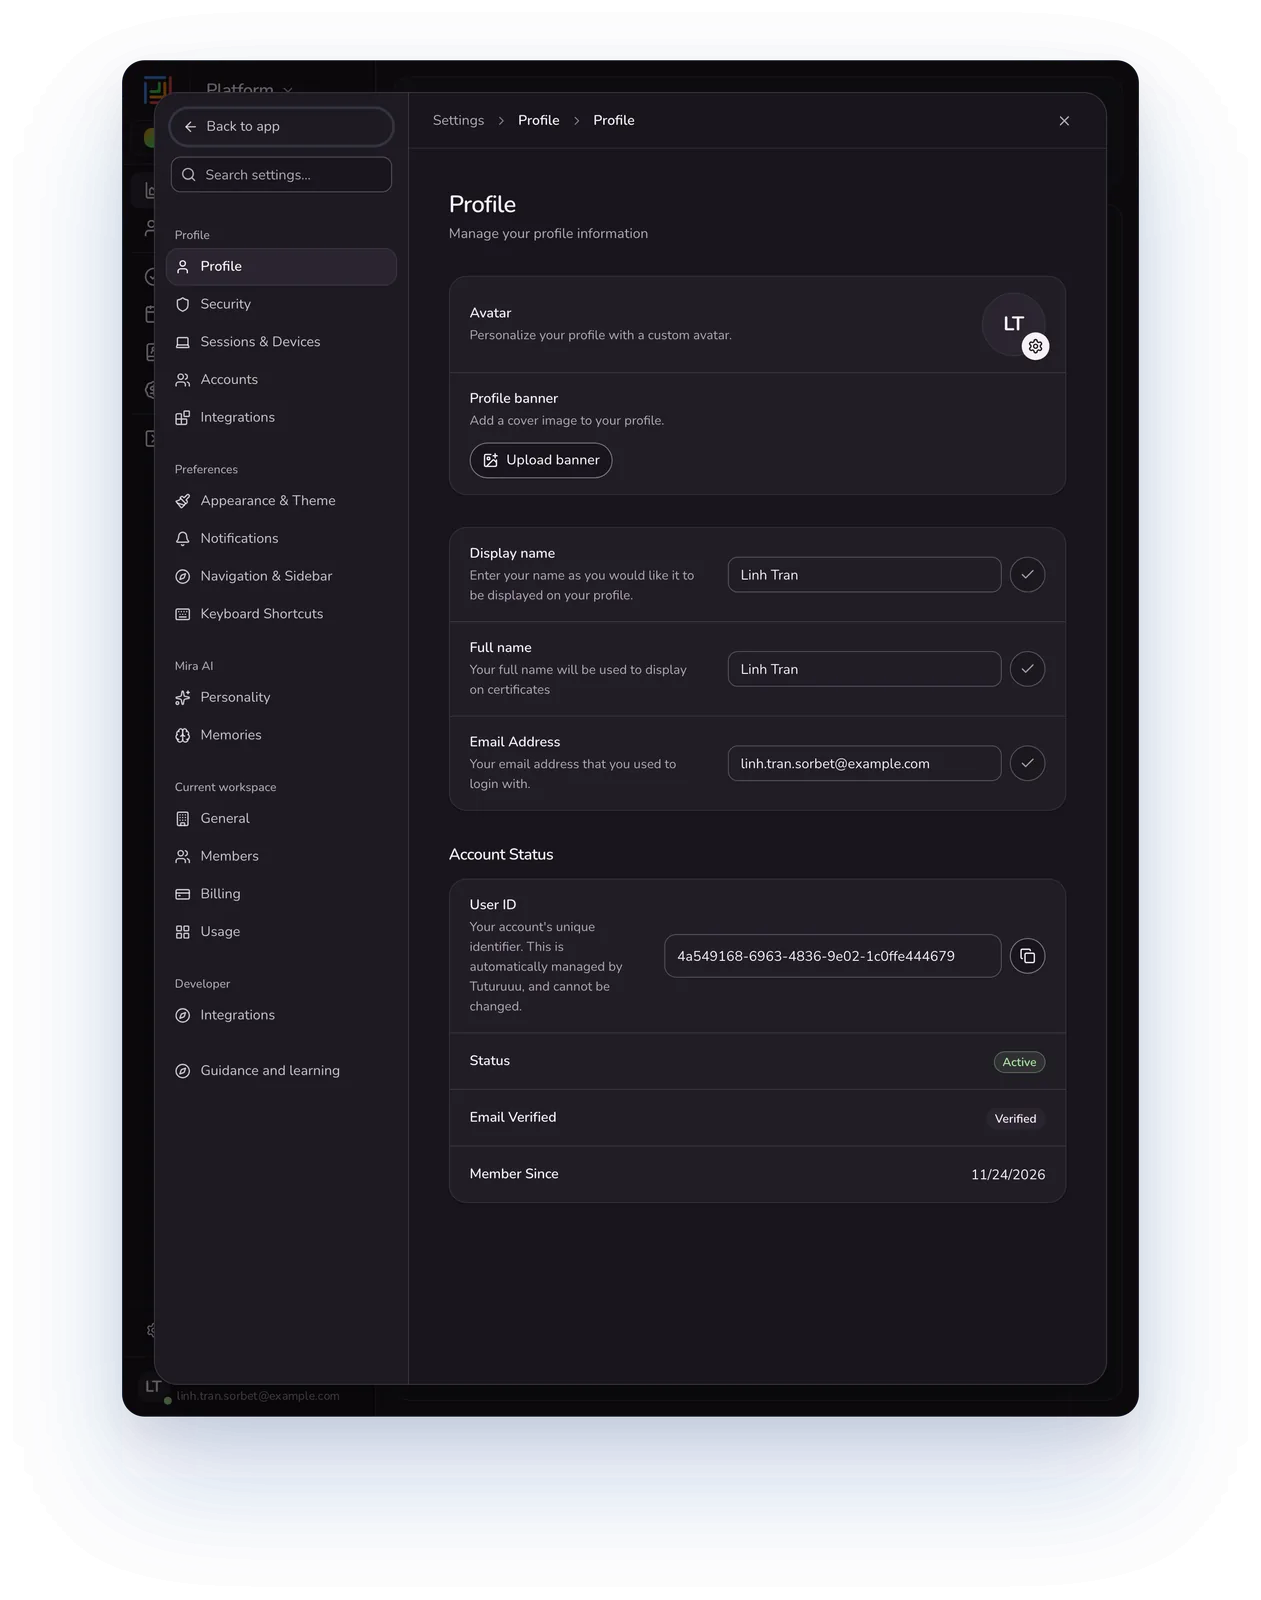 Platform
Back to app
Search settings...
Profile
Profile
Security
Sessions & Devices
Accounts
Integrations
Preferences
Appearance & Theme
Notifications
Navigation & Sidebar
Keyboard Shortcuts
Mira AI
Personality
Memories
Current workspace
General
Members
Billing
Usage
Developer
Integrations
Guidance and learning
LT
linh.tran.sorbet@example.com
Settings > Profile > Profile
Profile
Manage your profile information
Avatar
Personalize your profile with a custom avatar.
LT
Profile banner
Add a cover image to your profile.
Upload banner
Display name
Enter your name as you would like it to
be displayed on your profile.
Linh Tran
Full name
Your full name will be used to display
on certificates
Linh Tran
Email Address
Your email address that you used to
login with.
linh.tran.sorbet@example.com
Account Status
User ID
Your account's unique
identifier. This is
automatically managed by
Tuturuuu, and cannot be
changed.
4a549168-6963-4836-9e02-1c0ffe444679
Status
Active
Email Verified
Verified
Member Since
11/24/2026